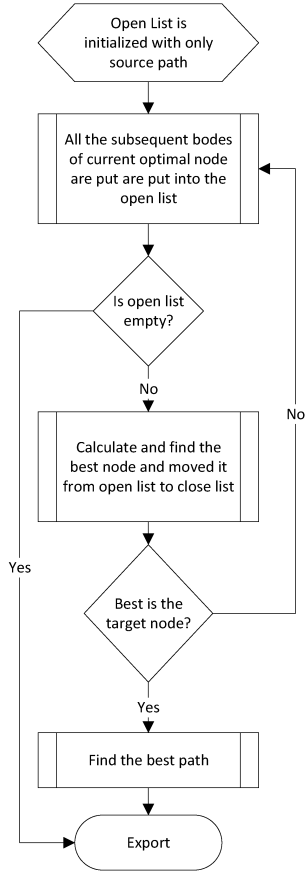 Open List is
initialized with only
source path
All the subsequent bodes
of current optimal node
are put are put into the
open list
Is open list
empty?
No
Calculate and find the
best node and moved it
from open list to close list
No
Yes
Best is the
target node?
Yes
Find the best path
Export